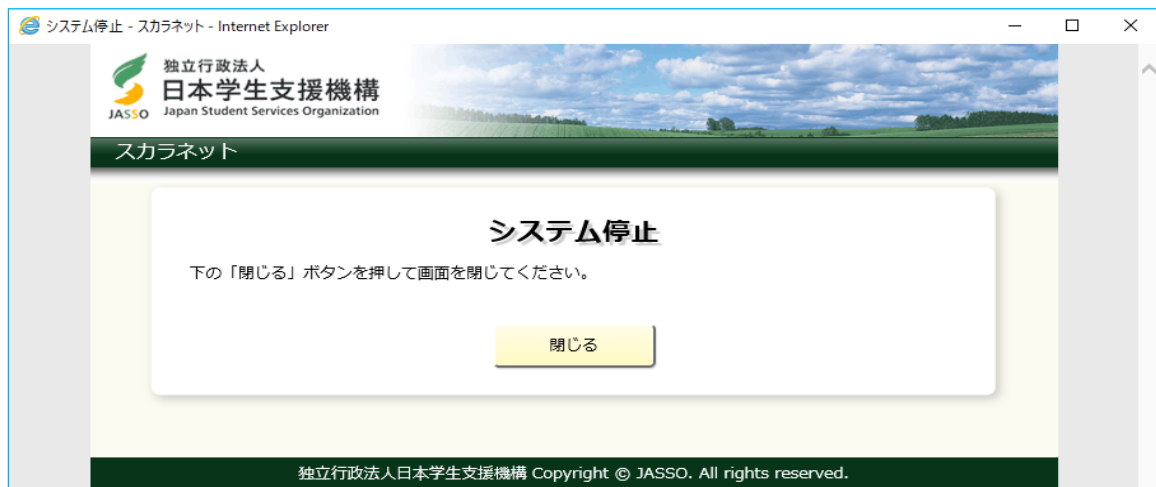 システム停止 - スカラネット - Internet Explorer
独立行政法人
日本学生支援機構
JASSO Japan Student Services Organization
スカラネット
システム停止
下の「閉じる」ボタンを押して画面を閉じてください。
閉じる
独立行政法人日本学生支援機構 Copyright © JASSO. All rights reserved.